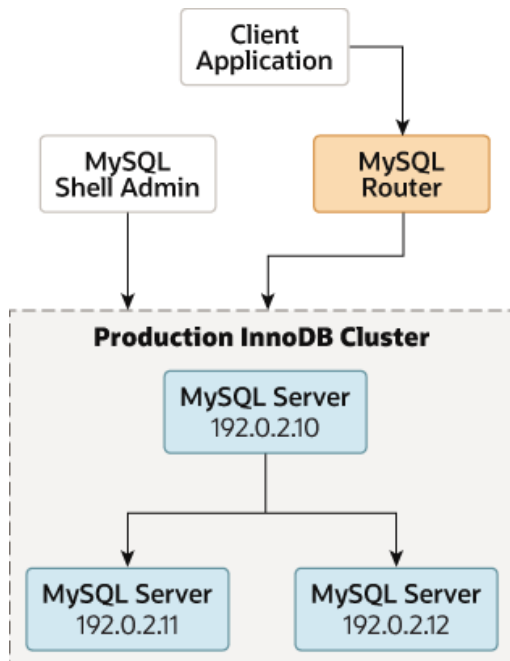 Client
Application
MySQL
Shell Admin
MySQL
Router
Production InnoDB Cluster
MySQL Server
192.0.2.10
MySQL Server
192.0.2.11
MySQL Server
192.0.2.12